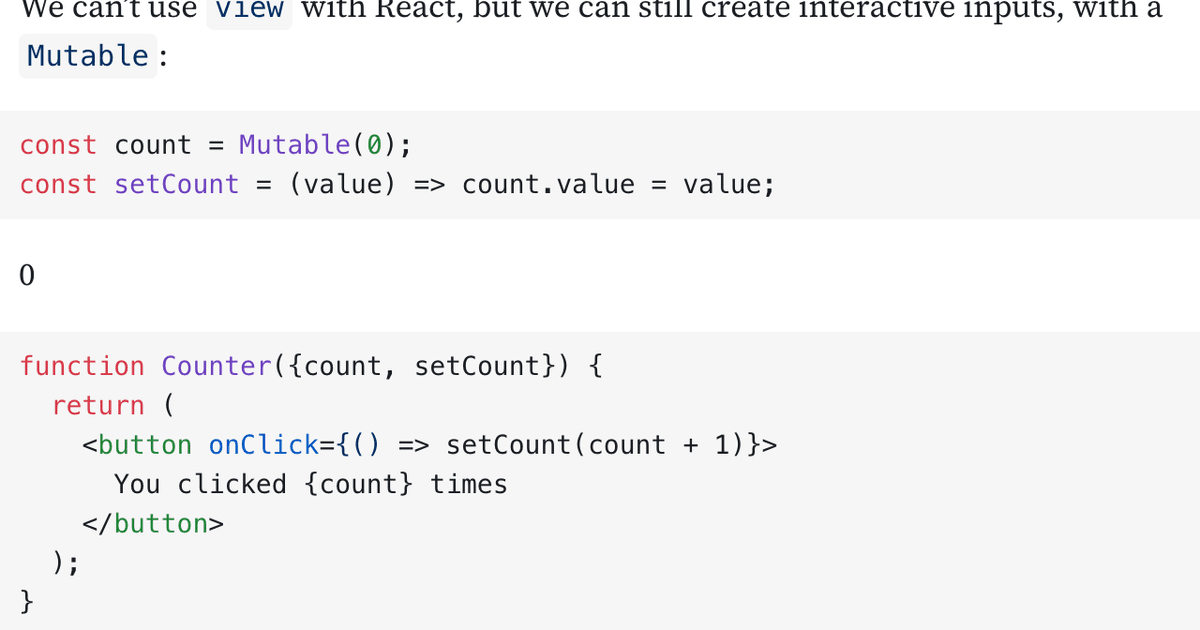 We can't use view with React, but we can still create interactive inputs, with a
Mutable:
const count = Mutable(0);
const setCount = (value) => count.value = value;
0
function Counter({count, setCount}) {
  return (
    <button onClick={() => setCount(count + 1)}>
      You clicked {count} times
    </button>
  );
}